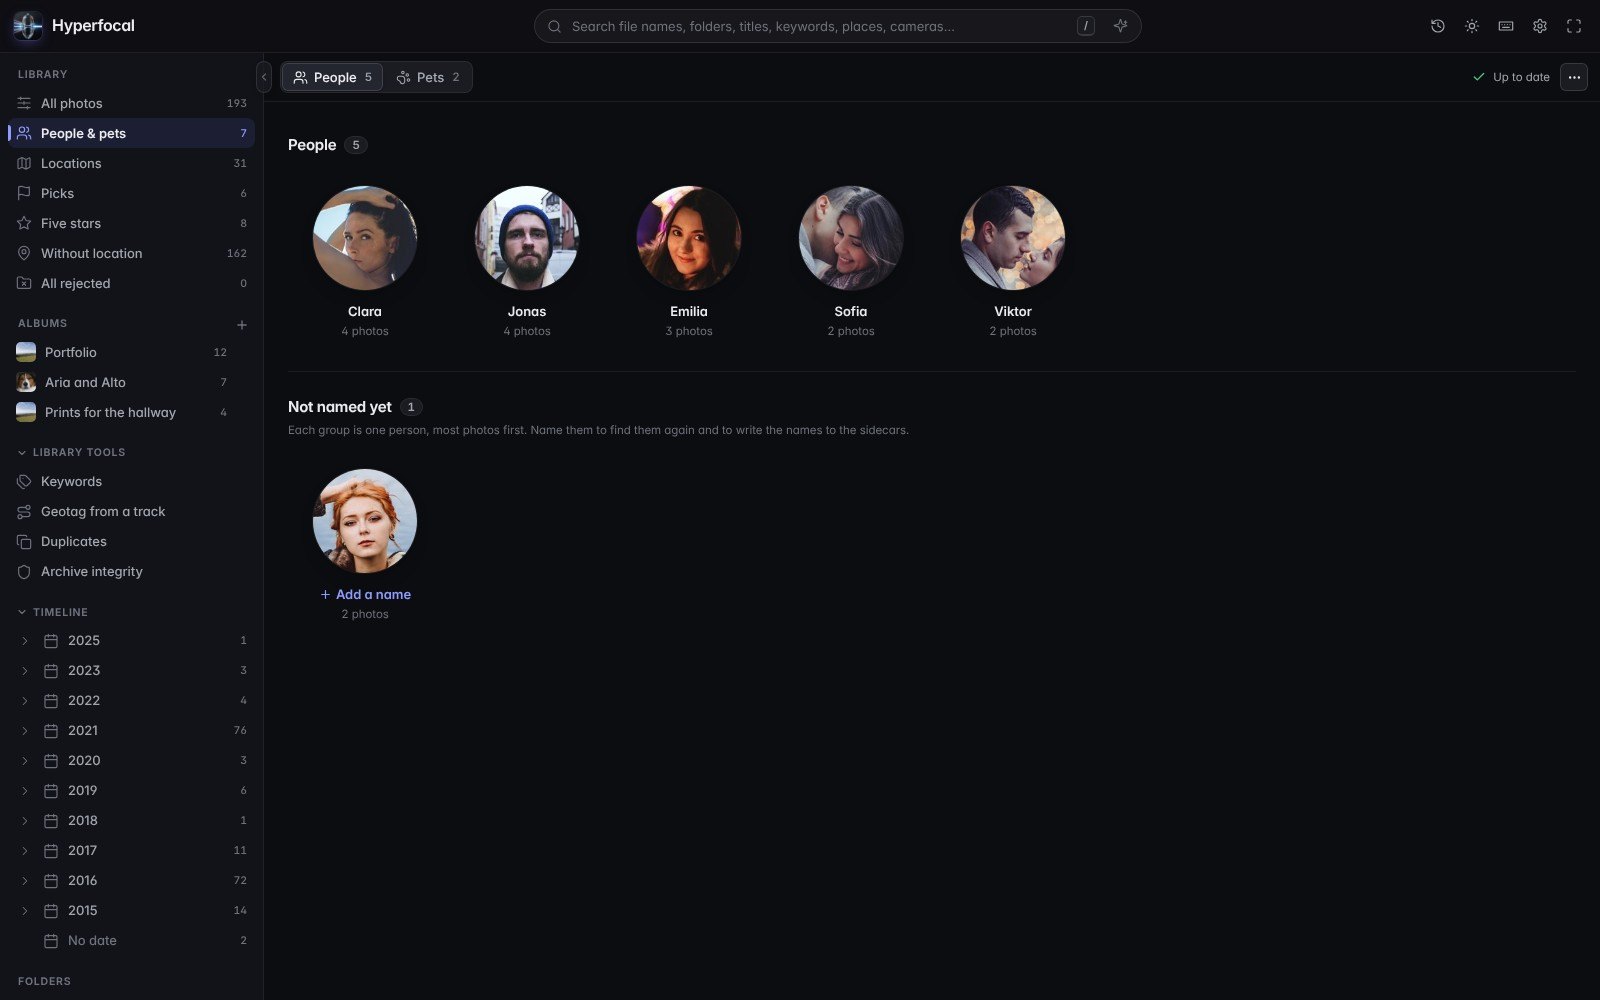 Hyperfocal
Search file names, folders, titles, keywords, places, cameras...
/
LIBRARY
All photos 193
People & pets 7
Locations 31
Picks 6
Five stars 8
Without location 162
All rejected 0
ALBUMS
Portfolio 12
Aria and Alto 7
Prints for the hallway 4
LIBRARY TOOLS
Keywords
Geotag from a track
Duplicates
Archive integrity
TIMELINE
2025 1
2023 3
2022 4
2021 76
2020 3
2019 6
2018 1
2017 11
2016 72
2015 14
No date 2
FOLDERS
People 5
Pets 2
Up to date
People 5
Clara
4 photos
Jonas
4 photos
Emilia
3 photos
Sofia
2 photos
Viktor
2 photos
Not named yet 1
Each group is one person, most photos first. Name them to find them again and to write the names to the sidecars.
+ Add a name
2 photos